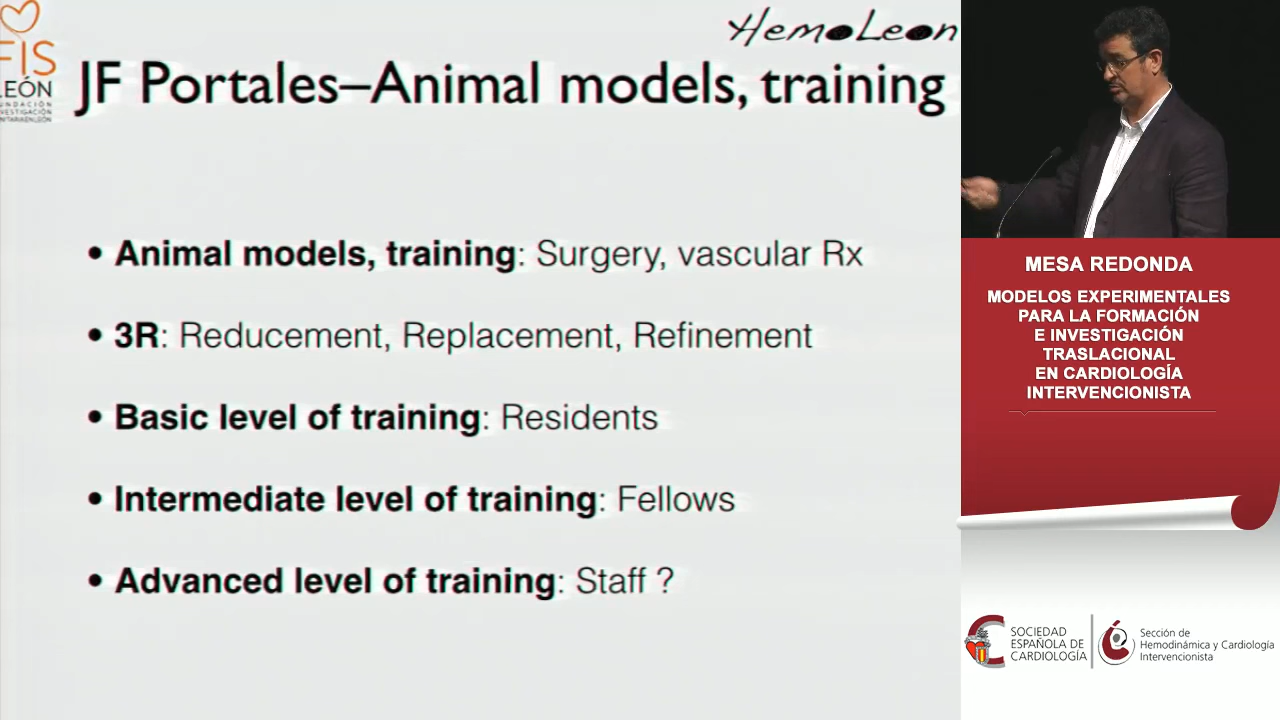 HemoLeon
FIS
LEÓN
JF Portales–Animal models, training
• Animal models, training: Surgery, vascular Rx
• 3R: Reducement, Replacement, Refinement
• Basic level of training: Residents
• Intermediate level of training: Fellows
• Advanced level of training: Staff ?
MESA REDONDA
MODELOS EXPERIMENTALES
PARA LA FORMACIÓN
E INVESTIGACIÓN
TRASLACIONAL
EN CARDIOLOGÍA
INTERVENCIONISTA
SOCIEDAD
ESPAÑOLA DE
CARDIOLOGÍA
Sección de
Hemodinámica y Cardiología
Intervencionista